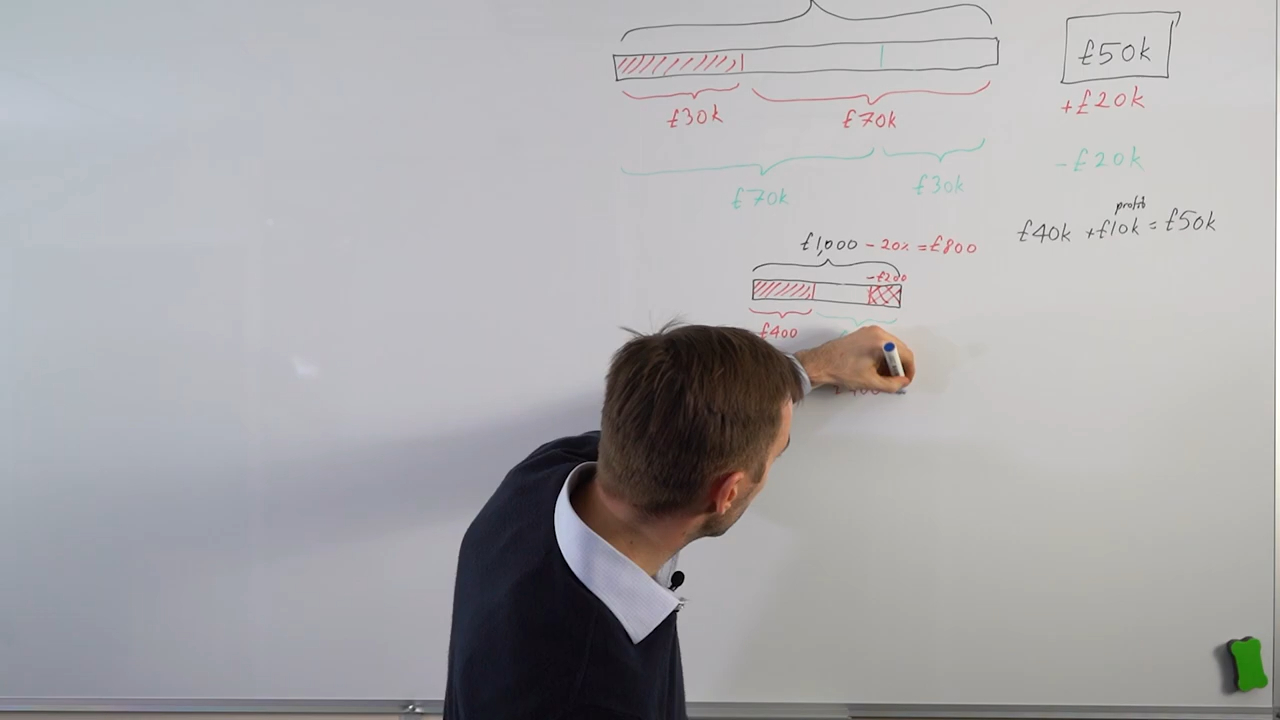 £50k
£30k £70k +£20k
£70k £30k -£20k
profit
£40k +£10k = £50k
£1,000 - 20% = £800
-£200
£400